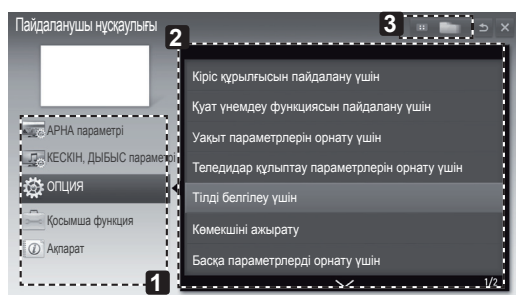 Пайдаланушы нұсқаулығы
3
2
АРНА параметрі
КЕСКІН, ДЫБЫС параметрі
ОПЦИЯ
Қосымша функция
Ақпарат
1
Кіріс құрылғысын пайдалану үшін
Қуат үнемдеу функциясын пайдалану үшін
Уақыт параметрлерін орнату үшін
Теледидар құлыптау параметрлерін орнату үшін
Тілді белгілеу үшін
Көмекшіні ажырату
Басқа параметрлерді орнату үшін
1/2